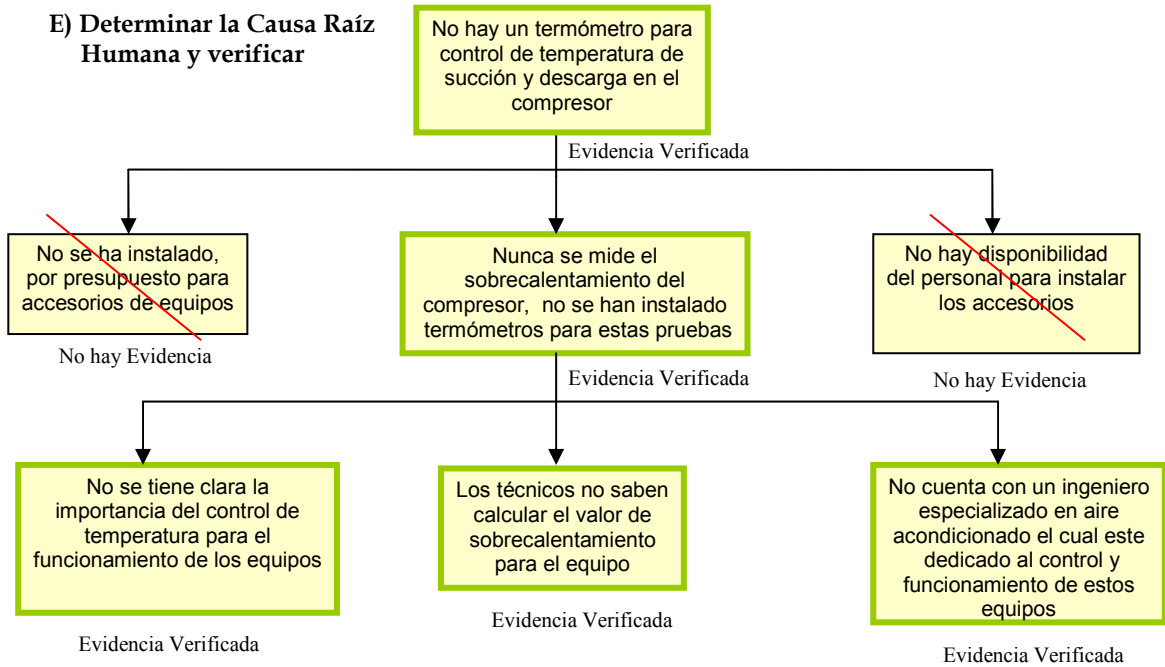 E) Determinar la Causa Raíz
Humana y verificar
No hay un termómetro para
control de temperatura de
succión y descarga en el
compresor
Evidencia Verificada
No se ha instalado,
por presupuesto para
accesorios de equipos
No hay Evidencia
Nunca se mide el
sobrecalentamiento del
compresor, no se han instalado
termómetros para estas pruebas
Evidencia Verificada
No hay disponibilidad
del personal para instalar
los accesorios
No hay Evidencia
No se tiene clara la
importancia del control de
temperatura para el
funcionamiento de los equipos
Evidencia Verificada
Los técnicos no saben
calcular el valor de
sobrecalentamiento
para el equipo
Evidencia Verificada
No cuenta con un ingeniero
especializado en aire
acondicionado el cual este
dedicado al control y
funcionamiento de estos
equipos
Evidencia Verificada